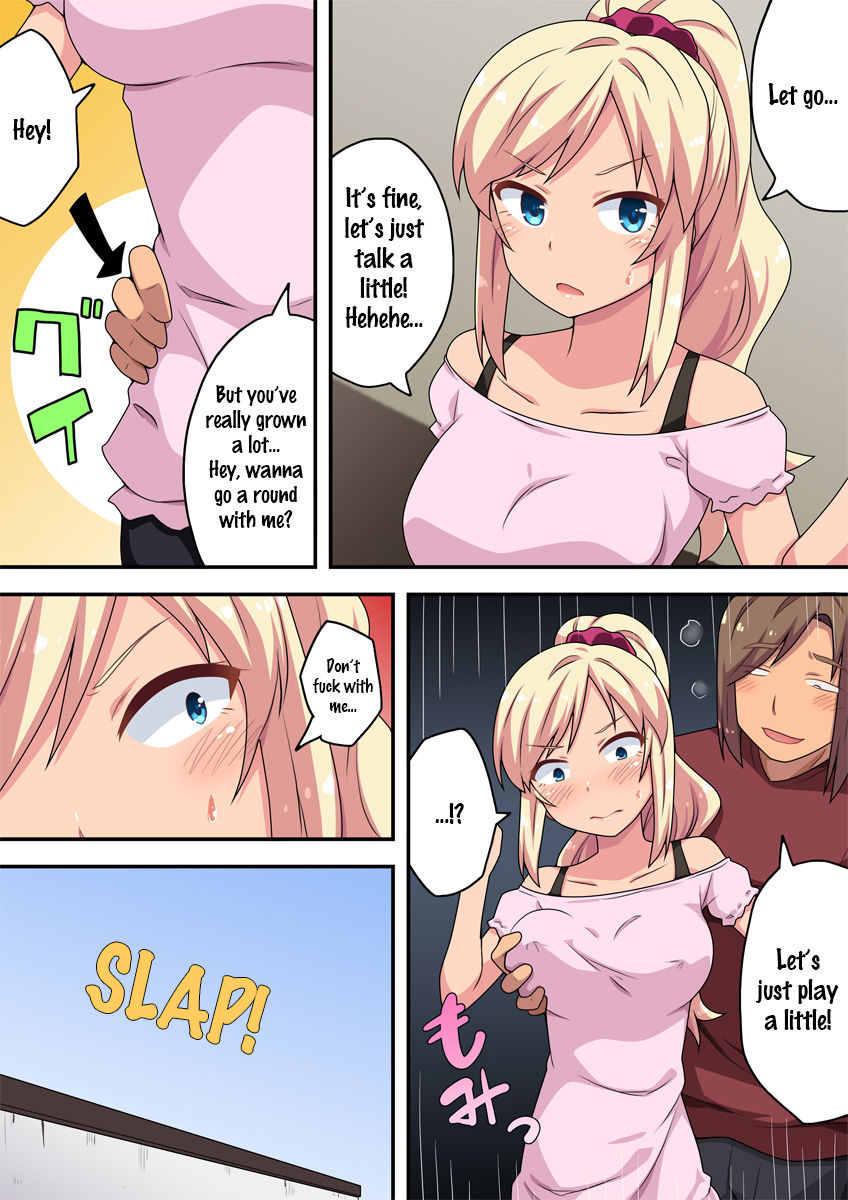 Let go...
It's fine,
let's just
talk a
little!
Hehehe...
Hey!
グイ
But you've
really grown
a lot...
Hey, wanna
go a round
with me?
...!?
Let's
just play
a little!
もみっ
Don't
fuck with
me...
SLAP!